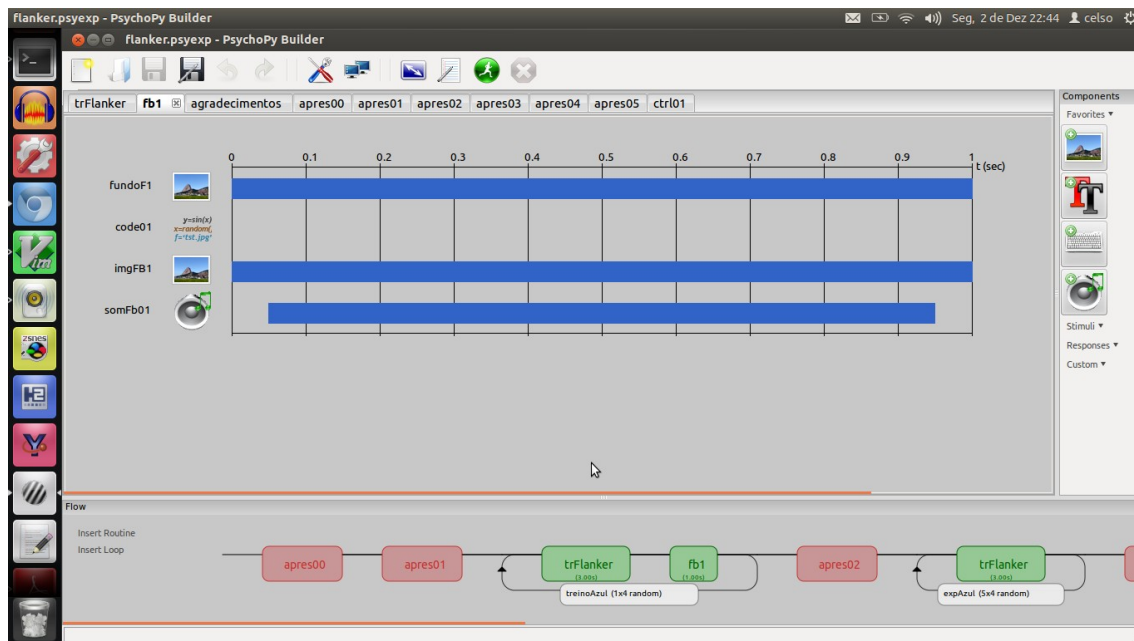 flanker.psyexp - PsychoPy Builder
Seg, 2 de Dez 22:44 celso
flanker.psyexp - PsychoPy Builder
trFlanker fb1 agradecimentos apres00 apres01 apres02 apres03 apres04 apres05 ctrl01
Components
Favorites
0 0.1 0.2 0.3 0.4 0.5 0.6 0.7 0.8 0.9 1
t (sec)
fundoF1
code01
y=sin(x)
x=random(,
f='tst.jpg'
imgFB1
somFb01
Stimuli
Responses
Custom
Vim
zsnes
Flow
Insert Routine
Insert Loop
apres00 apres01 trFlanker fb1 apres02 trFlanker
(3.00s) (1.00s) (3.00s)
treinoAzul (1x4 random) expAzul (5x4 random)